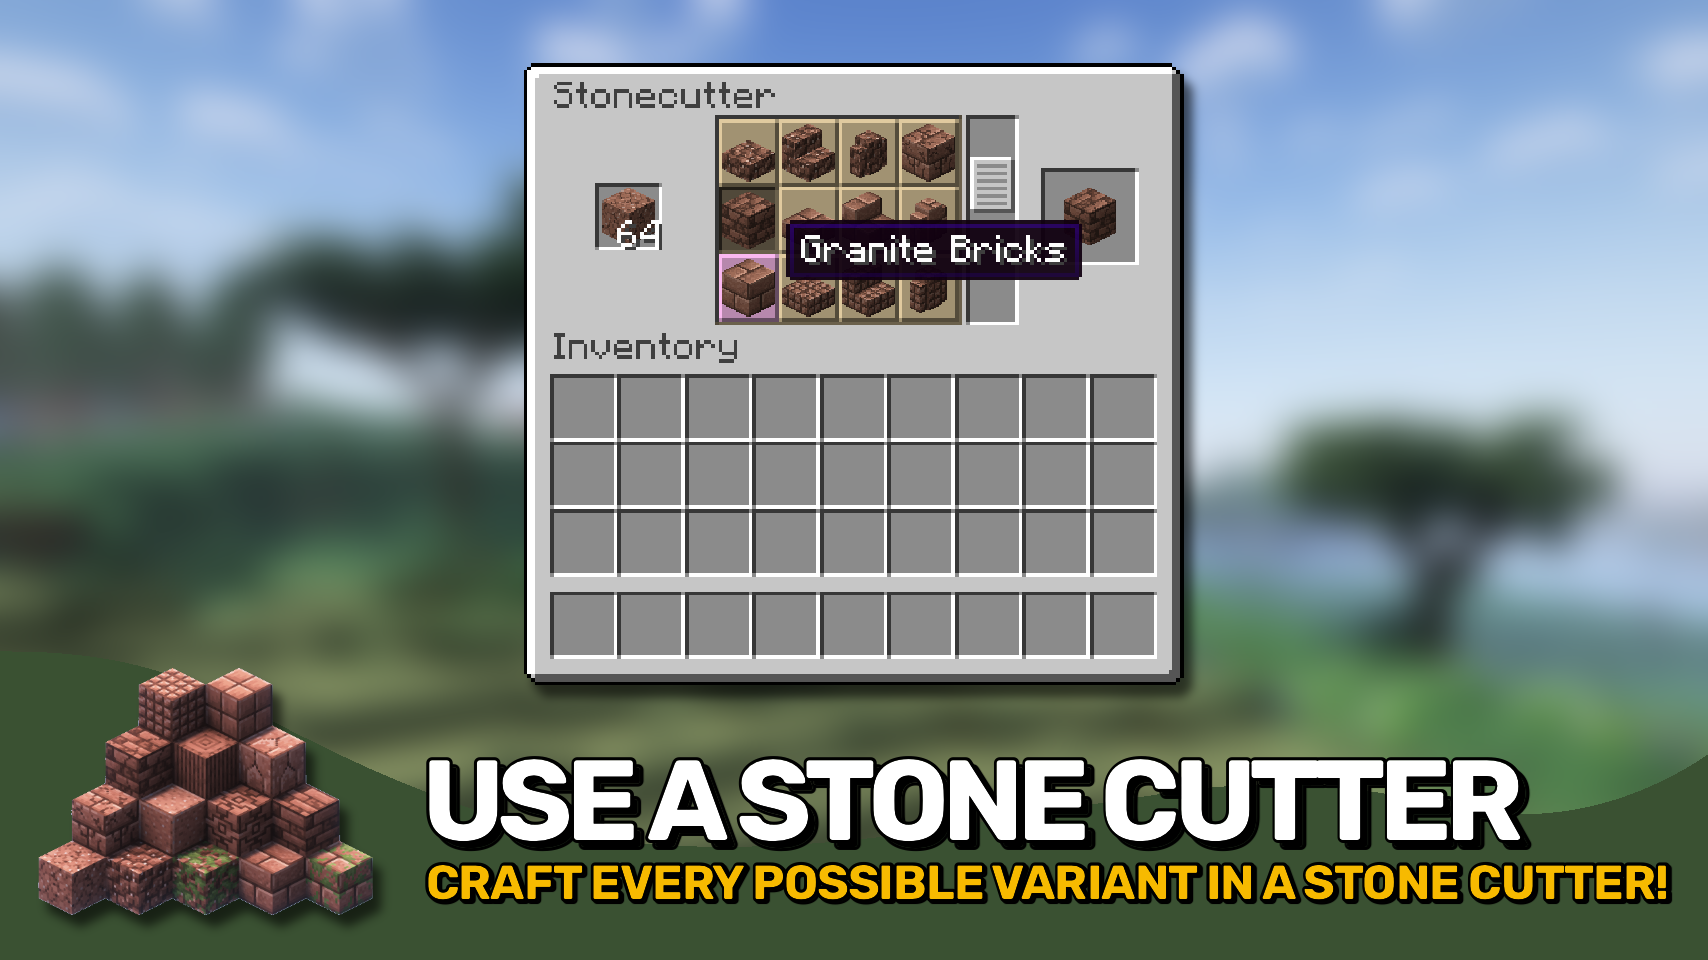 Stonecutter
64
Granite Bricks
Inventory
USE A STONE CUTTER
CRAFT EVERY POSSIBLE VARIANT IN A STONE CUTTER!